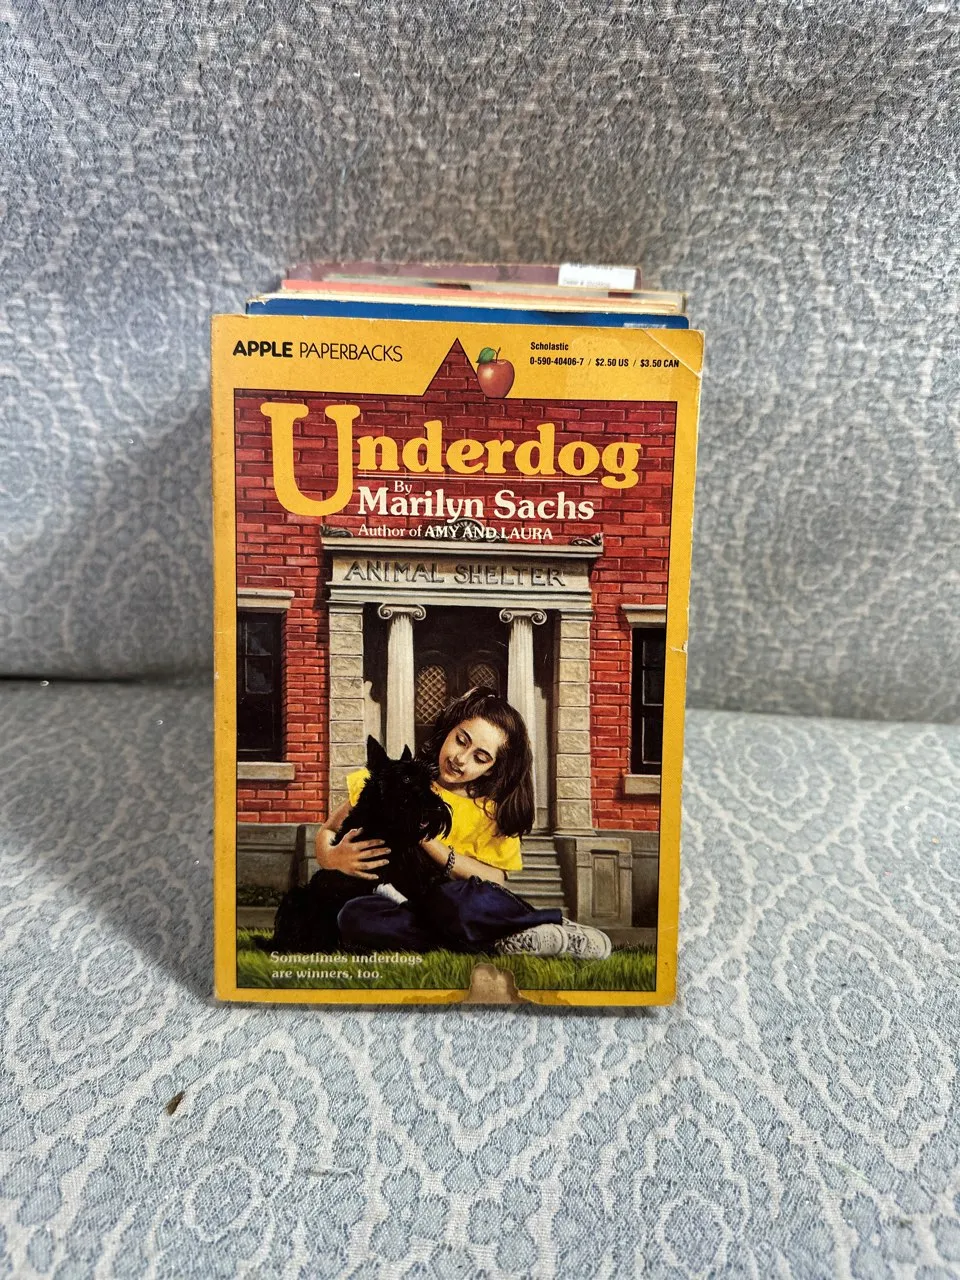 APPLE PAPERBACKS
Scholastic
0-590-40406-7 / $2.50 US / $3.50 CAN
Underdog
By
Marilyn Sachs
Author of AMY AND LAURA
ANIMAL SHELTER
Sometimes underdogs
are winners, too.